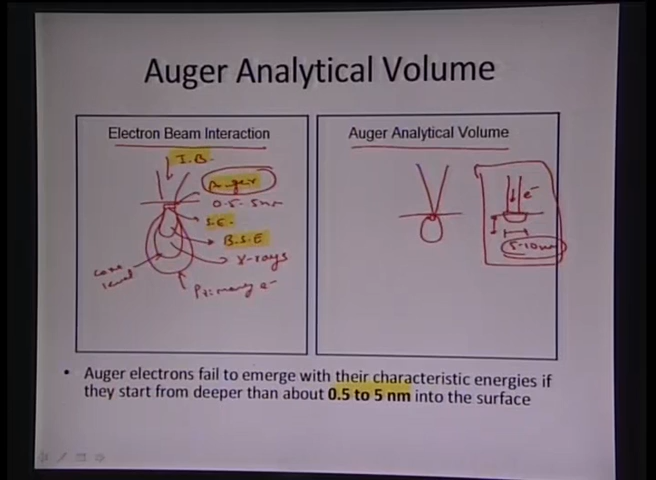 Auger Analytical Volume
Electron Beam Interaction
I.B.
Auger
0.5-5nm
S.E.
B.S.E
X-rays
core level
Primary e-
Auger Analytical Volume
e-
5-10nm
• Auger electrons fail to emerge with their characteristic energies if
they start from deeper than about 0.5 to 5 nm into the surface